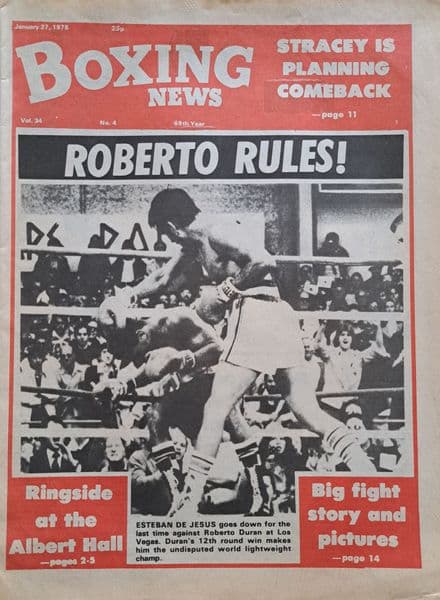 January 27, 1978
25p
BOXING
NEWS
STRACEY IS
PLANNING
COMEBACK
—page 11
Vol. 34
No. 4
69th Year
ROBERTO RULES!
Ringside
at the
Albert Hall
—pages 2-5
ESTEBAN DE JESUS goes down for the
last time against Roberto Duran at Los
Vegas. Duran's 12th round win makes
him the undisputed world lightweight
champ.
Big fight
story and
pictures
—page 14